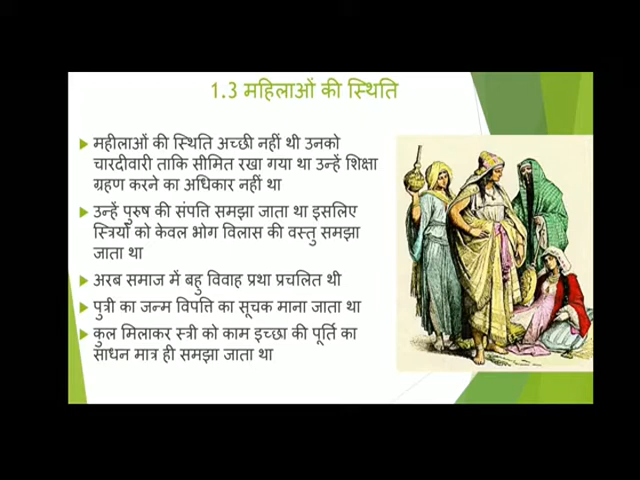 1.3 महिलाओं की स्थिति
महीलाओं की स्थिति अच्छी नहीं थी उनको
चारदीवारी ताकि सीमित रखा गया था उन्हें शिक्षा
ग्रहण करने का अधिकार नहीं था
उन्हें पुरुष की संपत्ति समझा जाता था इसलिए
स्त्रियों को केवल भोग विलास की वस्तु समझा
जाता था
अरब समाज में बहु विवाह प्रथा प्रचलित थी
पुत्री का जन्म विपत्ति का सूचक माना जाता था
कुल मिलाकर स्त्री को काम इच्छा की पूर्ति का
साधन मात्र ही समझा जाता था